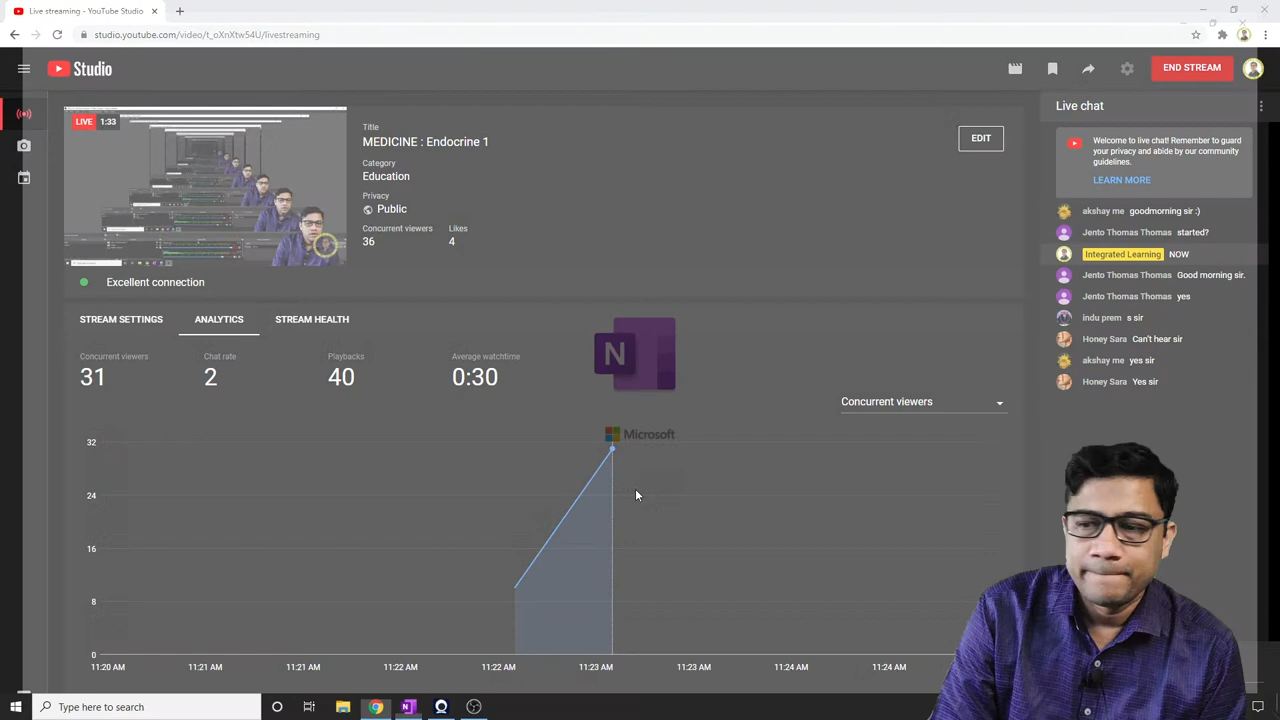 Live streaming - YouTube Studio
studio.youtube.com/video/t_oXnXtw54U/livestreaming
Studio
END STREAM
LIVE 1:33
Title
MEDICINE : Endocrine 1
EDIT
Category
Education
Privacy
Public
Concurrent viewers Likes
36 4
Excellent connection
STREAM SETTINGS ANALYTICS STREAM HEALTH
Concurrent viewers Chat rate Playbacks Average watchtime
31 2 40 0:30
Concurrent viewers
N
Microsoft
32
24
16
8
0
11:20 AM 11:21 AM 11:21 AM 11:22 AM 11:22 AM 11:23 AM 11:23 AM 11:24 AM 11:24 AM
Live chat
Welcome to live chat! Remember to guard
your privacy and abide by our community
guidelines.
LEARN MORE
akshay me goodmorning sir :)
Jento Thomas Thomas started?
Integrated Learning NOW
Jento Thomas Thomas Good morning sir.
Jento Thomas Thomas yes
indu prem s sir
Honey Sara Can't hear sir
akshay me yes sir
Honey Sara Yes sir
Type here to search